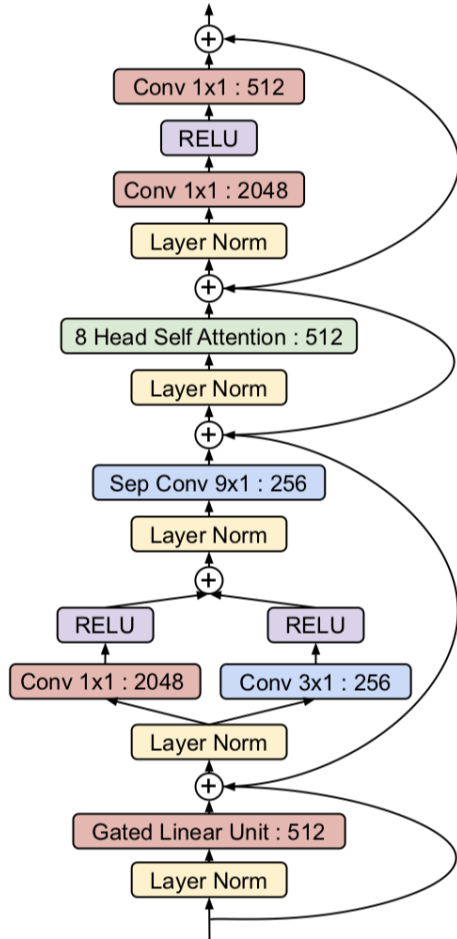 Conv 1x1 : 512
RELU
Conv 1x1 : 2048
Layer Norm
8 Head Self Attention : 512
Layer Norm
Sep Conv 9x1 : 256
Layer Norm
RELU
RELU
Conv 1x1 : 2048
Conv 3x1 : 256
Layer Norm
Gated Linear Unit : 512
Layer Norm